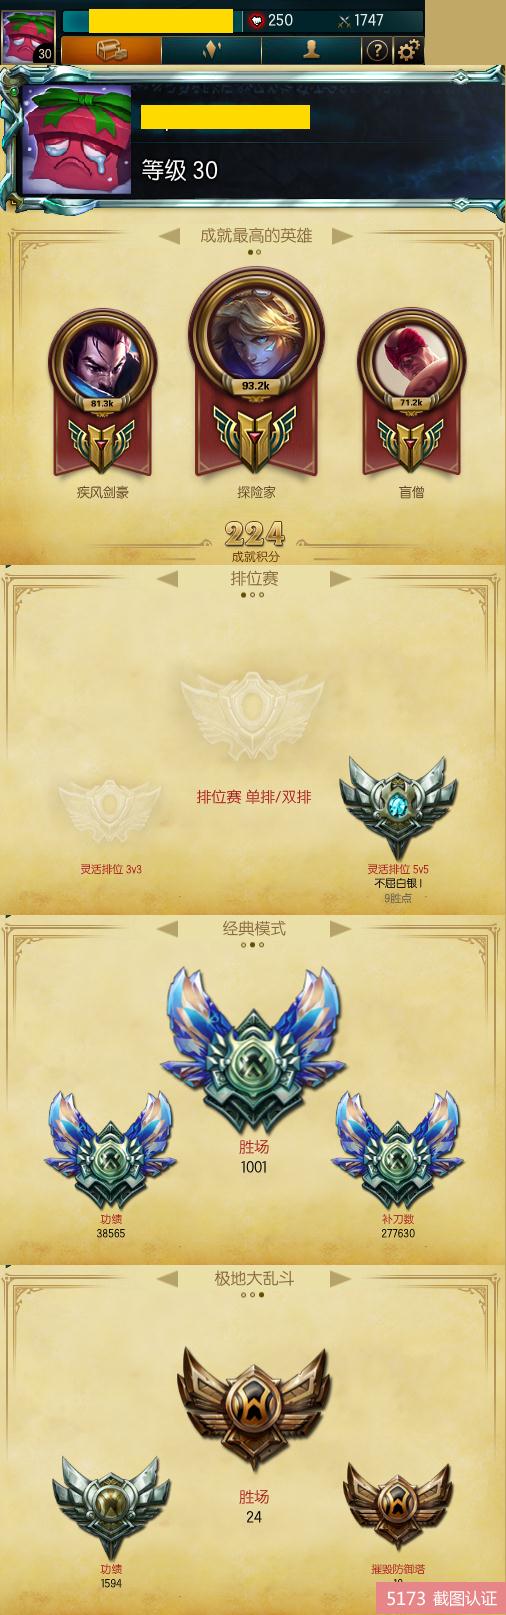 250
1747
30
?
等级 30
成就最高的英雄
93.2k
81.3k
71.2k
疾风剑豪
探险家
盲僧
224
成就积分
排位赛
排位赛 单排/双排
灵活排位 3v3
灵活排位 5v5
不屈白银 I
9胜点
经典模式
胜场
1001
功绩
38565
补刀数
277630
极地大乱斗
胜场
24
功绩
1594
摧毁防御塔
5173 截图认证